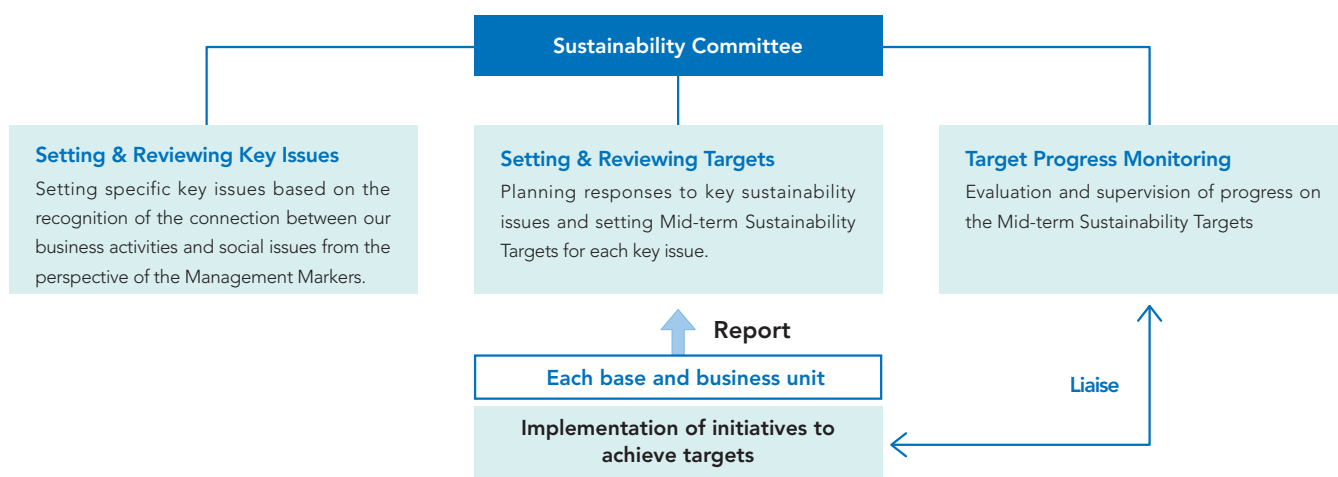 Sustainability Committee
Setting & Reviewing Key Issues
Setting specific key issues based on the
recognition of the connection between our
business activities and social issues from the
perspective of the Management Markers.
Setting & Reviewing Targets
Planning responses to key sustainability
issues and setting Mid-term Sustainability
Targets for each key issue.
Target Progress Monitoring
Evaluation and supervision of progress on
the Mid-term Sustainability Targets
Report
Each base and business unit
Liaise
Implementation of initiatives to
achieve targets